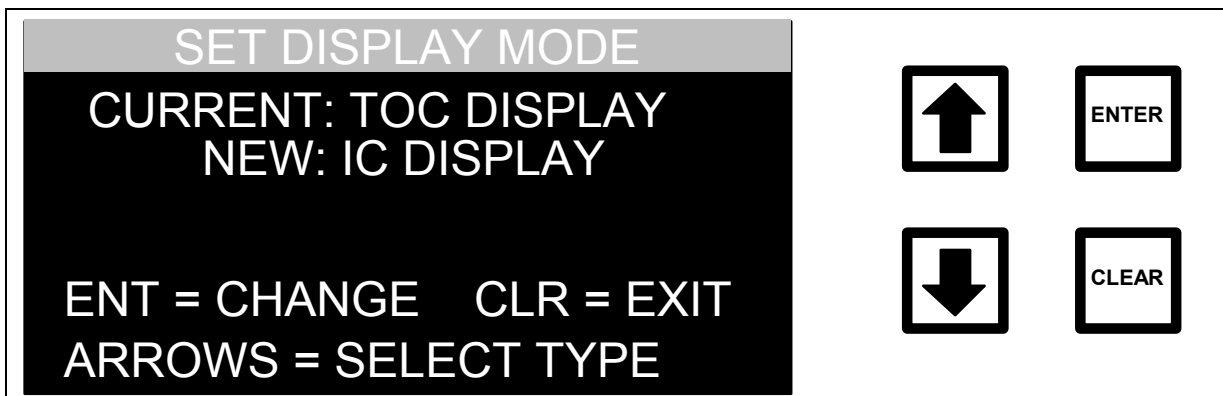 SET DISPLAY MODE
CURRENT: TOC DISPLAY
NEW: IC DISPLAY
ENT = CHANGE CLR = EXIT
ARROWS = SELECT TYPE
ENTER
CLEAR